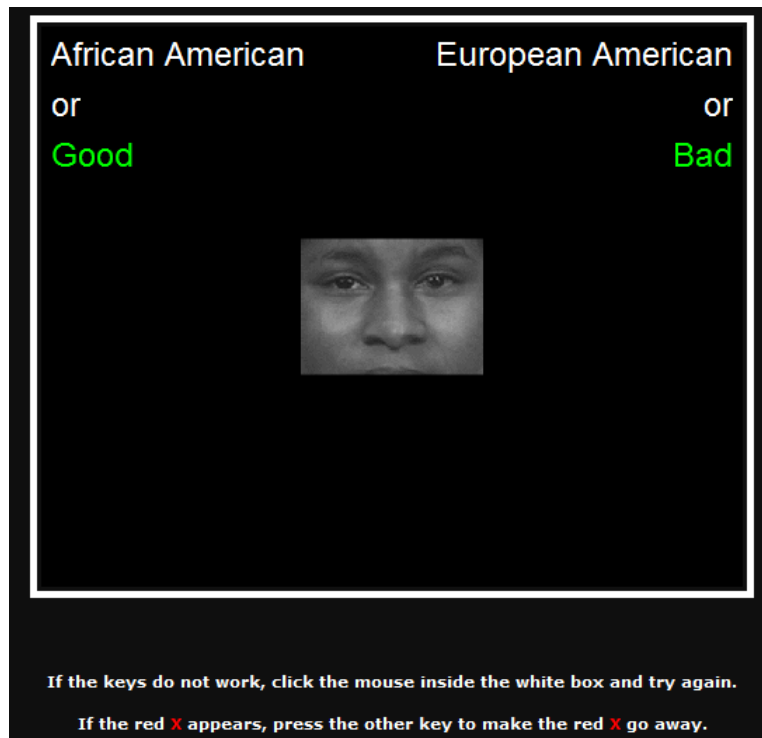 African American European American
or or
Good Bad
If the keys do not work, click the mouse inside the white box and try again.
If the red X appears, press the other key to make the red X go away.